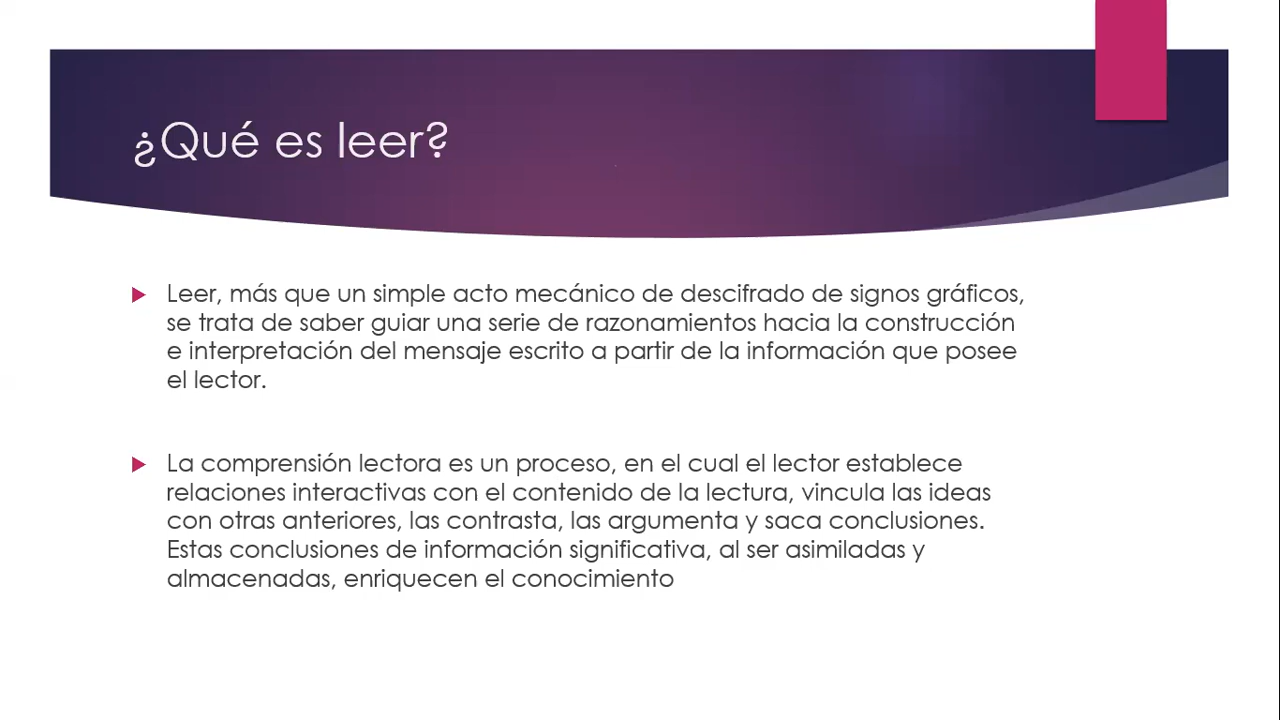 ¿Qué es leer?
Leer, más que un simple acto mecánico de descifrado de signos gráficos,
se trata de saber guiar una serie de razonamientos hacia la construcción
e interpretación del mensaje escrito a partir de la información que posee
el lector.
La comprensión lectora es un proceso, en el cual el lector establece
relaciones interactivas con el contenido de la lectura, vincula las ideas
con otras anteriores, las contrasta, las argumenta y saca conclusiones.
Estas conclusiones de información significativa, al ser asimiladas y
almacenadas, enriquecen el conocimiento